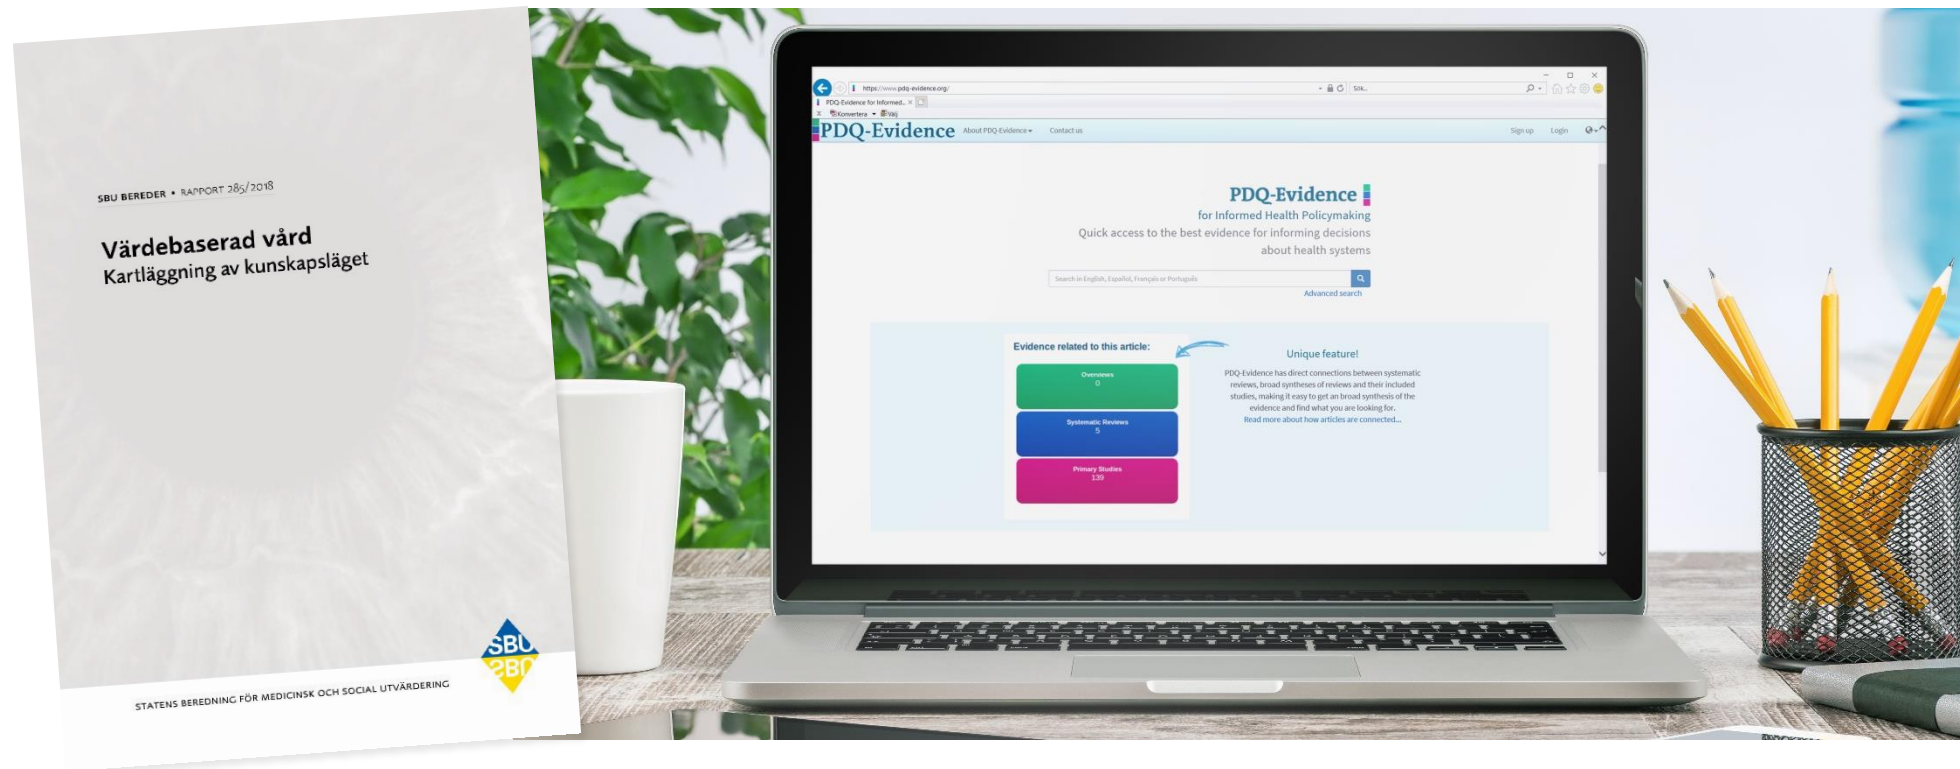 SBU BEREDER • RAPPORT 285/2018
Värdebaserad vård
Kartläggning av kunskapsläget
SBU
STATENS BEREDNING FÖR MEDICINSK OCH SOCIAL UTVÄRDERING
https://www.pdq-evidence.org/
Sök...
PDQ-Evidence for Informed...
Konvertera
Välj
PDQ-Evidence About PDQ-Evidence Contact us Sign up Login
PDQ-Evidence
for Informed Health Policymaking
Quick access to the best evidence for informing decisions
about health systems
Search in English, Español, Français or Português
Advanced search
Evidence related to this article:
Overviews
0
Systematic Reviews
5
Primary Studies
139
Unique feature!
PDQ-Evidence has direct connections between systematic
reviews, broad syntheses of reviews and their included
studies, making it easy to get an broad synthesis of the
evidence and find what you are looking for.
Read more about how articles are connected...